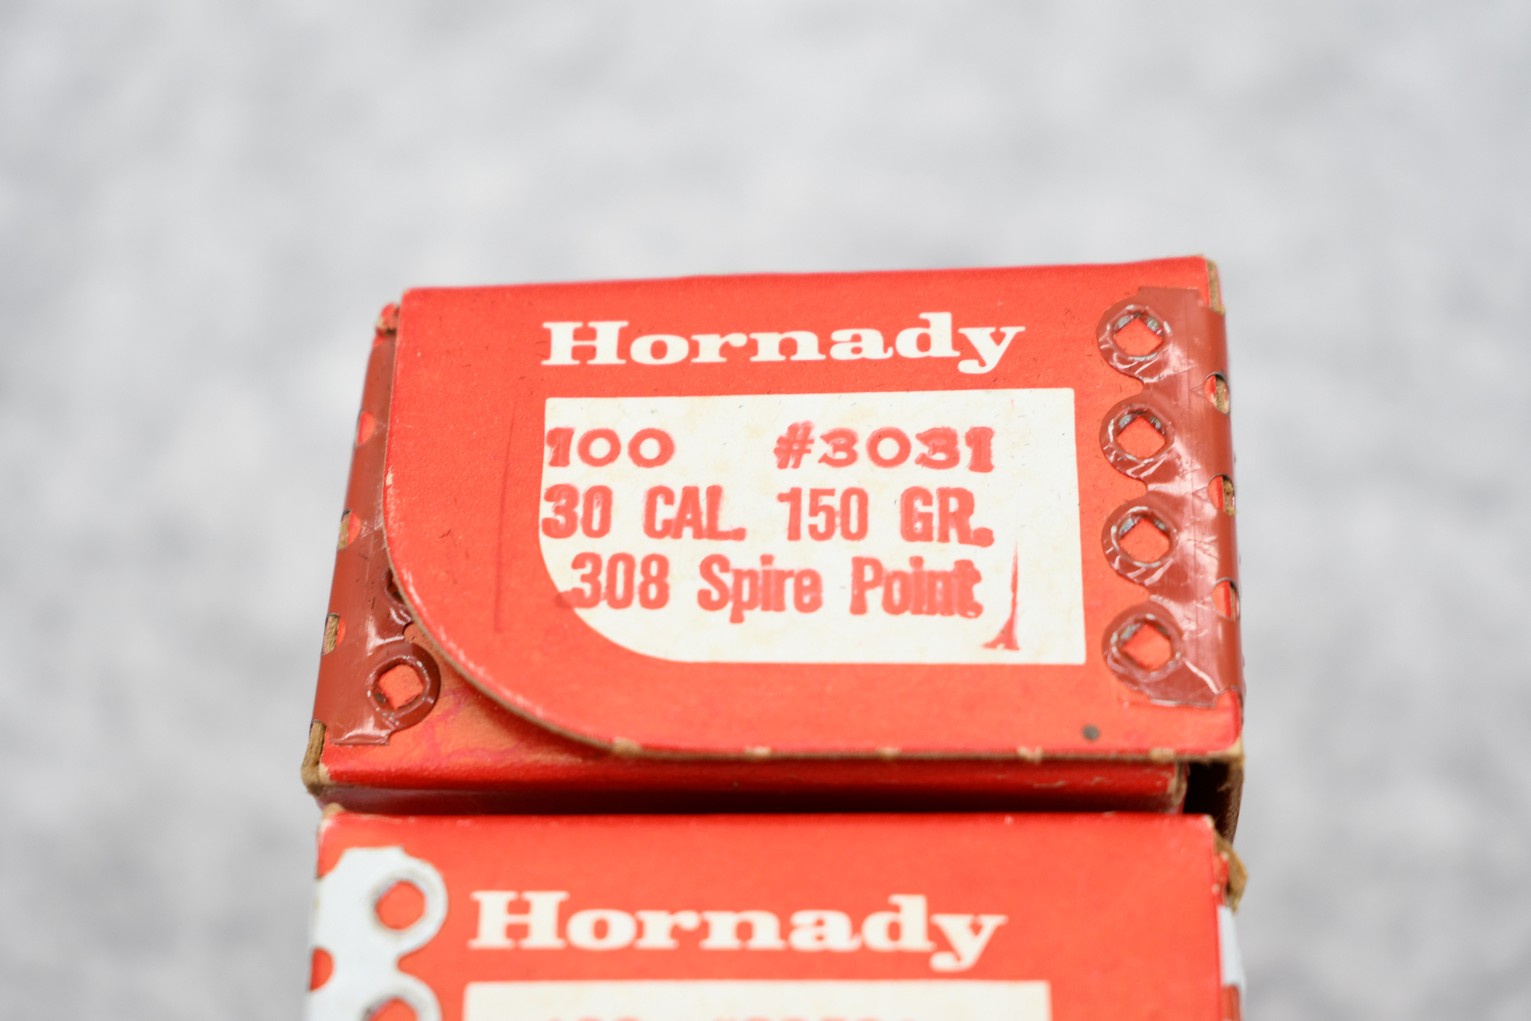 Hornady
100 #3031
30 CAL. 150 GR.
.308 Spire Point
Hornady